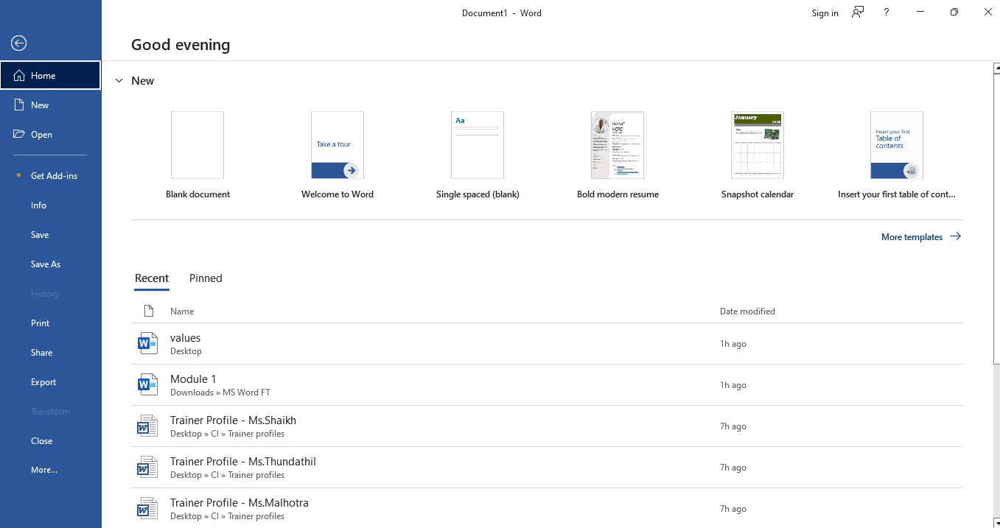 Document1 - Word
Sign in
?
Good evening
Home
New
Open
Get Add-ins
Info
Save
Save As
History
Print
Share
Export
Transform
Close
More...
New
Take a tour
Aa
NAME
HERE
January
YEAR
Insert your first
Table of
contents
Blank document
Welcome to Word
Single spaced (blank)
Bold modern resume
Snapshot calendar
Insert your first table of cont...
More templates
Recent
Pinned
Name
Date modified
values
Desktop
1h ago
Module 1
Downloads » MS Word FT
1h ago
Trainer Profile - Ms.Shaikh
Desktop » CI » Trainer profiles
7h ago
Trainer Profile - Ms.Thundathil
Desktop » CI » Trainer profiles
7h ago
Trainer Profile - Ms.Malhotra
Desktop » CI » Trainer profiles
7h ago